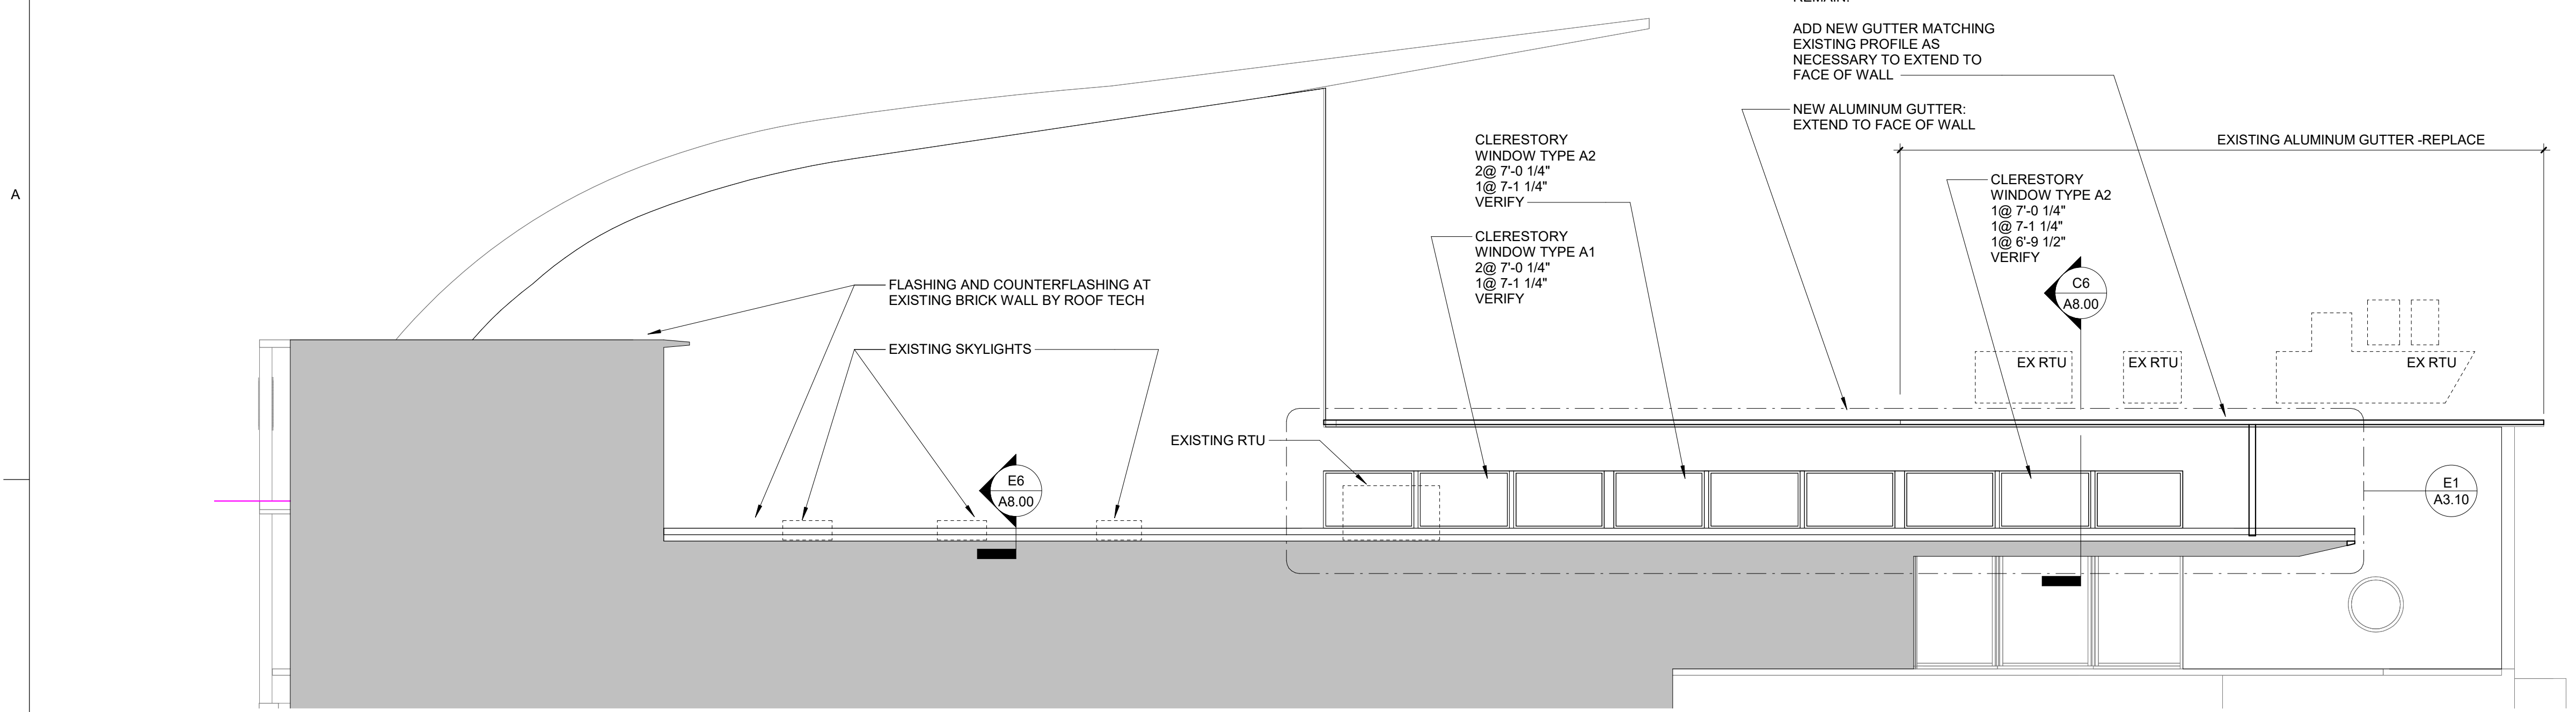 REMAIN.
ADD NEW GUTTER MATCHING
EXISTING PROFILE AS
NECESSARY TO EXTEND TO
FACE OF WALL
NEW ALUMINUM GUTTER:
EXTEND TO FACE OF WALL
EXISTING ALUMINUM GUTTER -REPLACE
CLERESTORY
WINDOW TYPE A2
2@ 7'-0 1/4"
1@ 7-1 1/4"
VERIFY
CLERESTORY
WINDOW TYPE A2
1@ 7'-0 1/4"
1@ 7-1 1/4"
1@ 6'-9 1/2"
VERIFY
A
CLERESTORY
WINDOW TYPE A1
2@ 7'-0 1/4"
1@ 7-1 1/4"
VERIFY
FLASHING AND COUNTERFLASHING AT
EXISTING BRICK WALL BY ROOF TECH
C6
A8.00
EXISTING SKYLIGHTS
EX RTU
EX RTU
EX RTU
EXISTING RTU
E6
A8.00
E1
A3.10